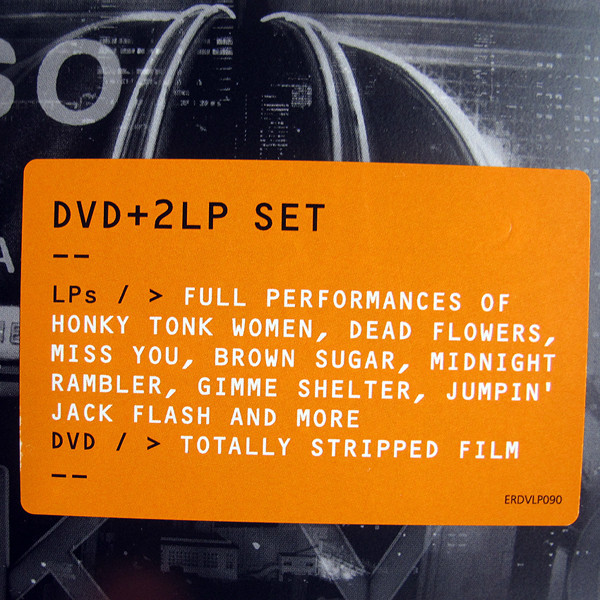 SO
DVD+2LP SET
--
LPs / > FULL PERFORMANCES OF
HONKY TONK WOMEN, DEAD FLOWERS,
MISS YOU, BROWN SUGAR, MIDNIGHT
RAMBLER, GIMME SHELTER, JUMPIN'
JACK FLASH AND MORE
DVD / > TOTALLY STRIPPED FILM
--
ERDVLP090